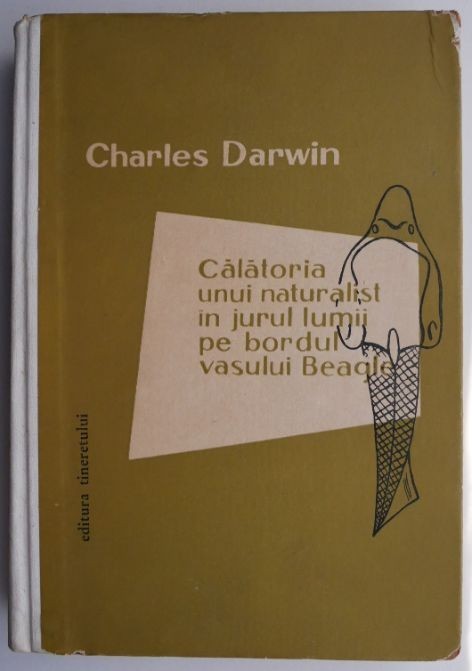 Charles Darwin
Călătoria
unui naturalist
în jurul lumii
pe bordul
vasului Beagle
editura tineretului